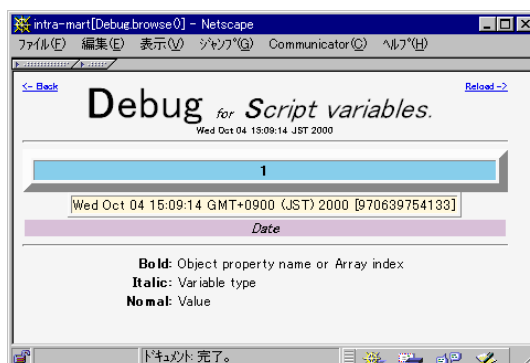 intra-mart[Debug.browse()] - Netscape
ファイル(F) 編集(E) 表示(V) ジャンプ(G) Communicator(C) ヘルプ(H)
<- Back
Reload ->
Debug for Script variables.
Wed Oct 04 15:09:14 JST 2000
1
Wed Oct 04 15:09:14 GMT+0900 (JST) 2000 [970639754133]
Date
Bold: Object property name or Array index
Italic: Variable type
Nomal: Value
ドキュメント: 完了。